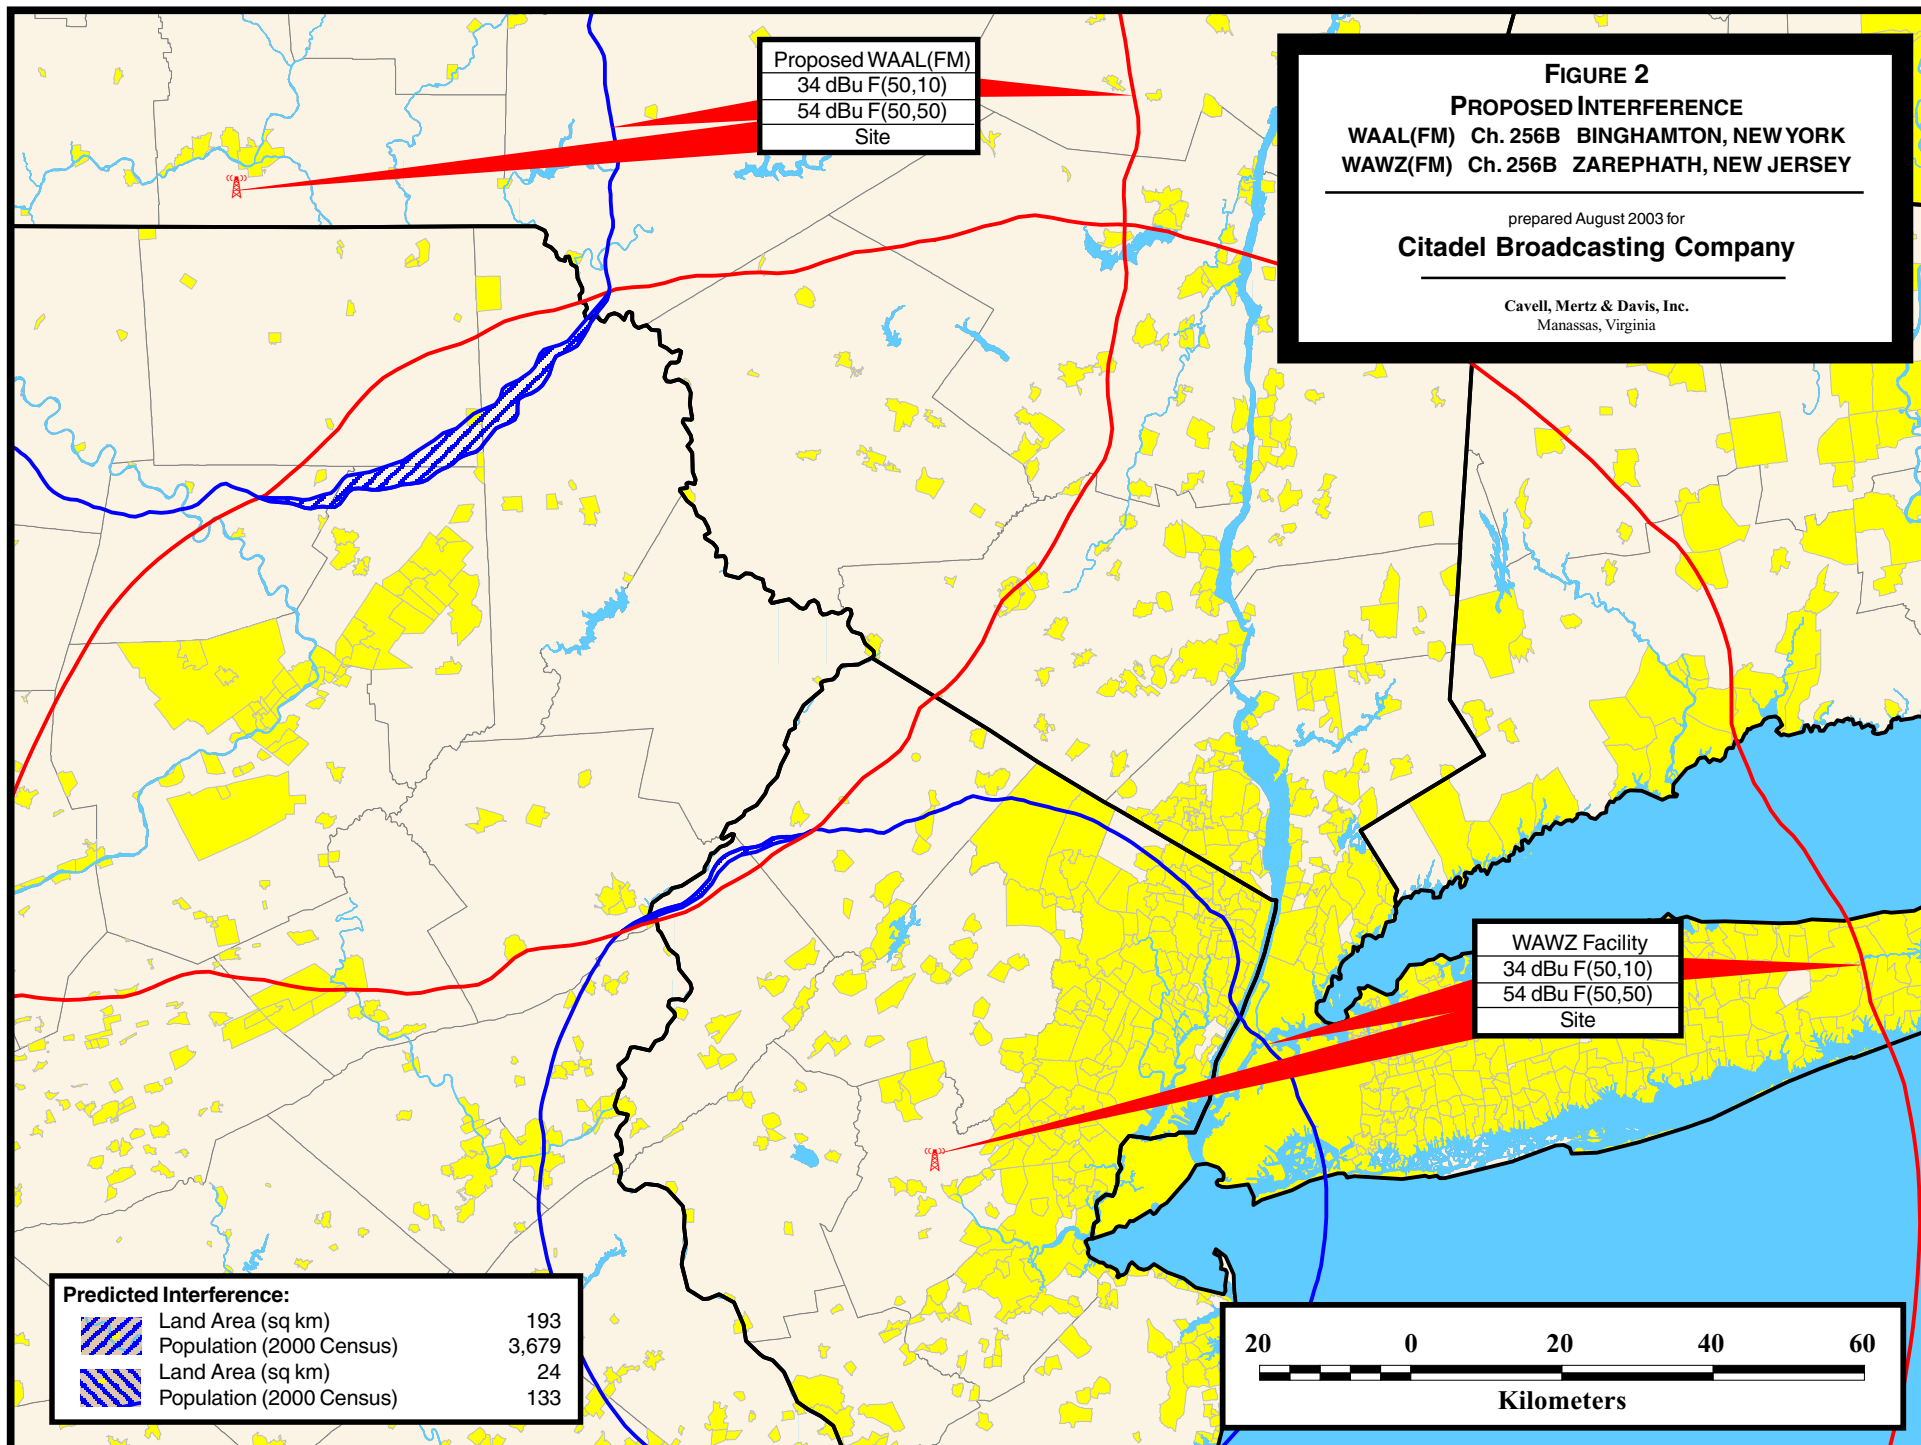 Proposed WAAL(FM)
34 dBu F(50,10)
54 dBu F(50,50)
Site
FIGURE 2
PROPOSED INTERFERENCE
WAAL(FM) Ch. 256B BINGHAMTON, NEW YORK
WAWZ(FM) Ch. 256B ZAREPHATH, NEW JERSEY
prepared August 2003 for
Citadel Broadcasting Company
Cavell, Mertz & Davis, Inc.
Manassas, Virginia
WAWZ Facility
34 dBu F(50,10)
54 dBu F(50,50)
Site
Predicted Interference:
Land Area (sq km) 193
Population (2000 Census) 3,679
Land Area (sq km) 24
Population (2000 Census) 133
20 0 20 40 60
Kilometers